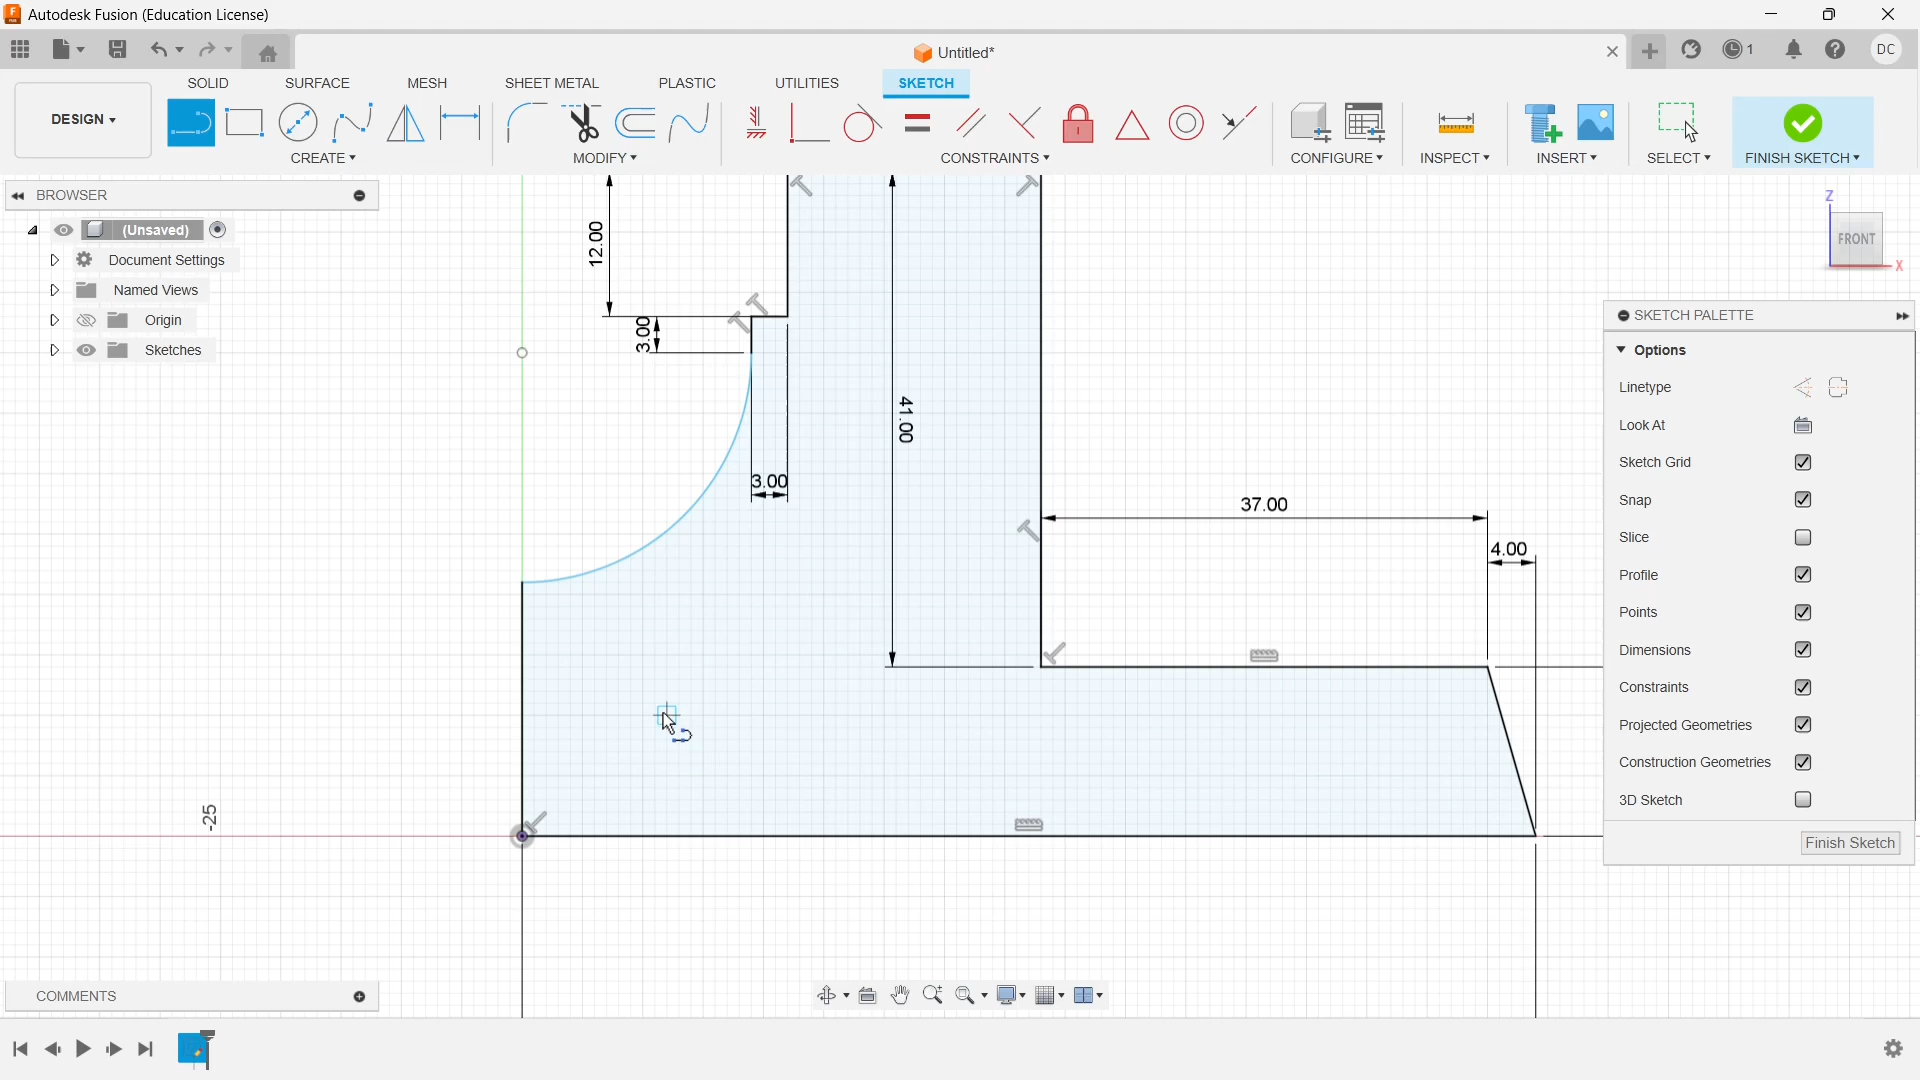 Autodesk Fusion (Education License)
Untitled*
1
DC
SOLID
SURFACE
MESH
SHEET METAL
PLASTIC
UTILITIES
SKETCH
DESIGN
CREATE
MODIFY
CONSTRAINTS
CONFIGURE
INSPECT
INSERT
SELECT
FINISH SKETCH
BROWSER
(Unsaved)
Document Settings
Named Views
Origin
Sketches
Z
FRONT
X
12.00
3.00
3.00
41.00
37.00
4.00
-25
SKETCH PALETTE
Options
Linetype
Look At
Sketch Grid
Snap
Slice
Profile
Points
Dimensions
Constraints
Projected Geometries
Construction Geometries
3D Sketch
Finish Sketch
COMMENTS